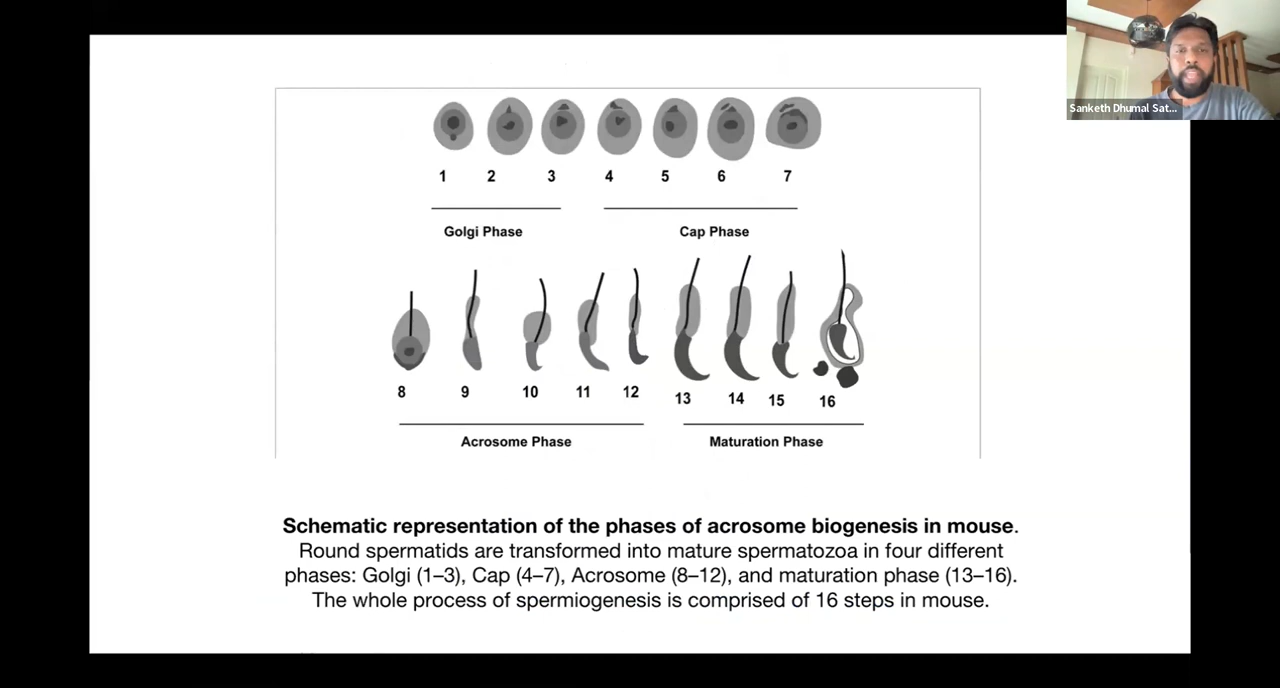 Sanketh Dhumal Sat...
1 2 3 4 5 6 7
Golgi Phase Cap Phase
8 9 10 11 12 13 14 15 16
Acrosome Phase Maturation Phase
Schematic representation of the phases of acrosome biogenesis in mouse.
Round spermatids are transformed into mature spermatozoa in four different
phases: Golgi (1–3), Cap (4–7), Acrosome (8–12), and maturation phase (13–16).
The whole process of spermiogenesis is comprised of 16 steps in mouse.